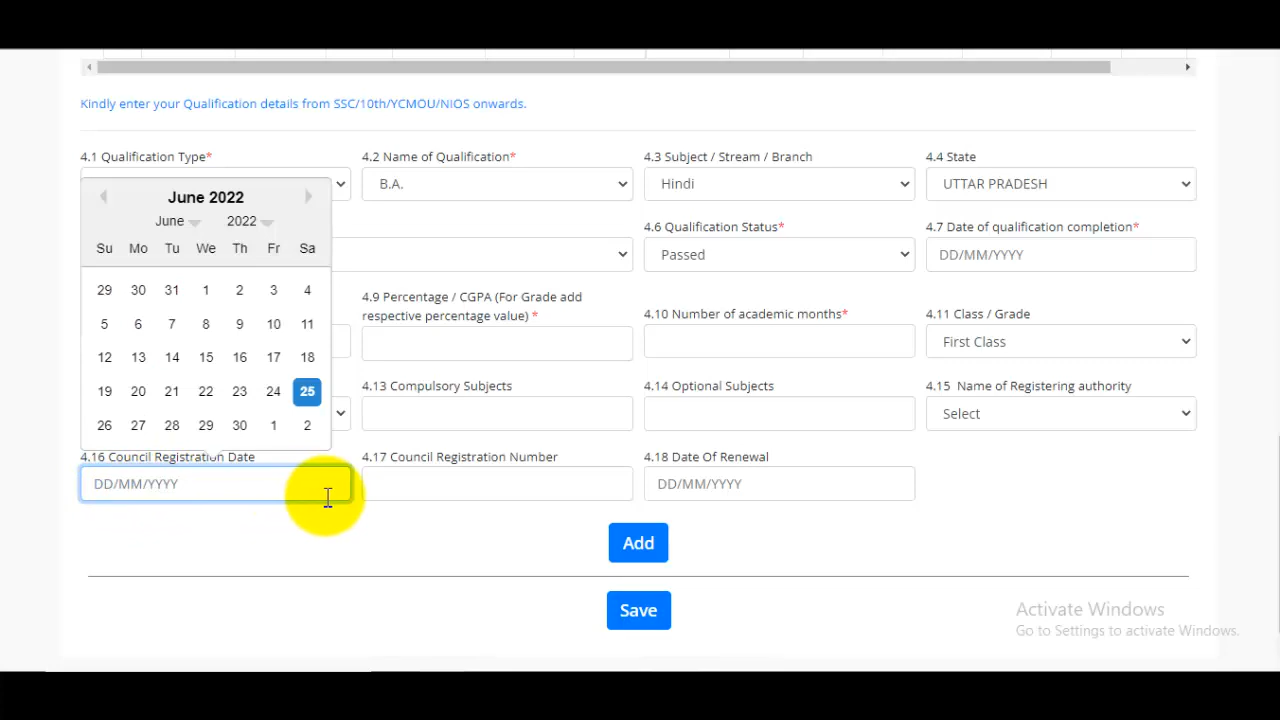 Kindly enter your Qualification details from SSC/10th/YCMOU/NIOS onwards.
4.1 Qualification Type*
4.2 Name of Qualification*
4.3 Subject / Stream / Branch
4.4 State
B.A.
Hindi
UTTAR PRADESH
June 2022
June 2022
Su Mo Tu We Th Fr Sa
29 30 31 1 2 3 4
5 6 7 8 9 10 11
12 13 14 15 16 17 18
19 20 21 22 23 24 25
26 27 28 29 30 1 2
4.6 Qualification Status*
4.7 Date of qualification completion*
Passed
DD/MM/YYYY
4.9 Percentage / CGPA (For Grade add
respective percentage value) *
4.10 Number of academic months*
4.11 Class / Grade
First Class
4.13 Compulsory Subjects
4.14 Optional Subjects
4.15 Name of Registering authority
Select
4.16 Council Registration Date
4.17 Council Registration Number
4.18 Date Of Renewal
DD/MM/YYYY
DD/MM/YYYY
Add
Save
Activate Windows
Go to Settings to activate Windows.